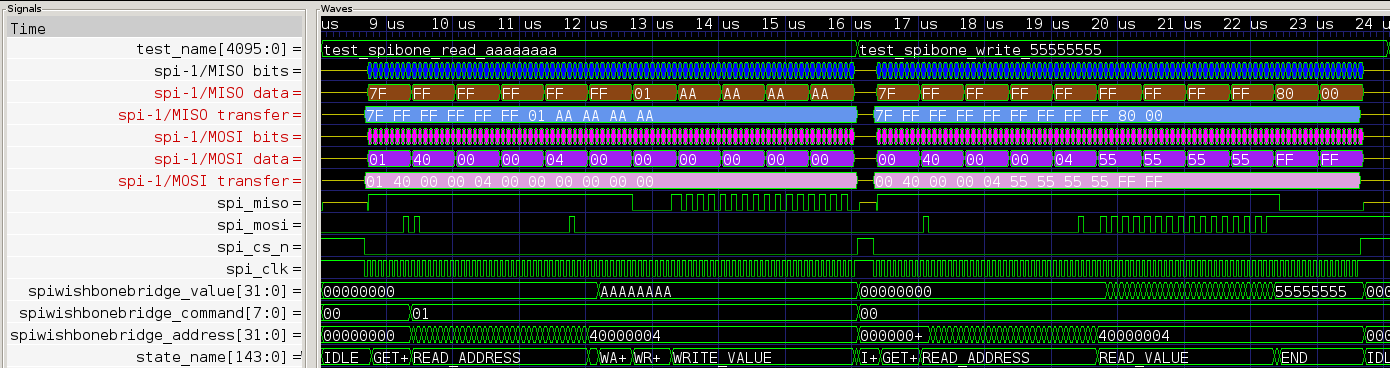 Signals Waves
Time us 9 us 10 us 11 us 12 us 13 us 14 us 15 us 16 us 17 us 18 us 19 us 20 us 21 us 22 us 23 us 24 u
test_name[4095:0]= test_spibone_read_aaaaaaaa test_spibone_write_55555555
spi-1/MISO bits=
spi-1/MISO data= 7F FF FF FF FF FF 01 AA AA AA AA 7F FF FF FF FF FF FF FF FF 80 00
spi-1/MISO transfer= 7F FF FF FF FF FF 01 AA AA AA AA 7F FF FF FF FF FF FF FF FF 80 00
spi-1/MOSI bits=
spi-1/MOSI data= 01 40 00 00 04 00 00 00 00 00 00 00 40 00 00 04 55 55 55 55 FF FF
spi-1/MOSI transfer= 01 40 00 00 04 00 00 00 00 00 00 00 40 00 00 04 55 55 55 55 FF FF
spi_miso=
spi_mosi=
spi_cs_n=
spi_clk=
spiwishbonebridge_value[31:0]= 00000000 AAAAAAAA 00000000 55555555 000
spiwishbonebridge_command[7:0]= 00 01 00
spiwishbonebridge_address[31:0]= 00000000 40000004 000000+ 40000004 000
state_name[143:0]= IDLE GET+ READ_ADDRESS WA+ WR+ WRITE_VALUE I+ GET+ READ_ADDRESS READ_VALUE END IDL